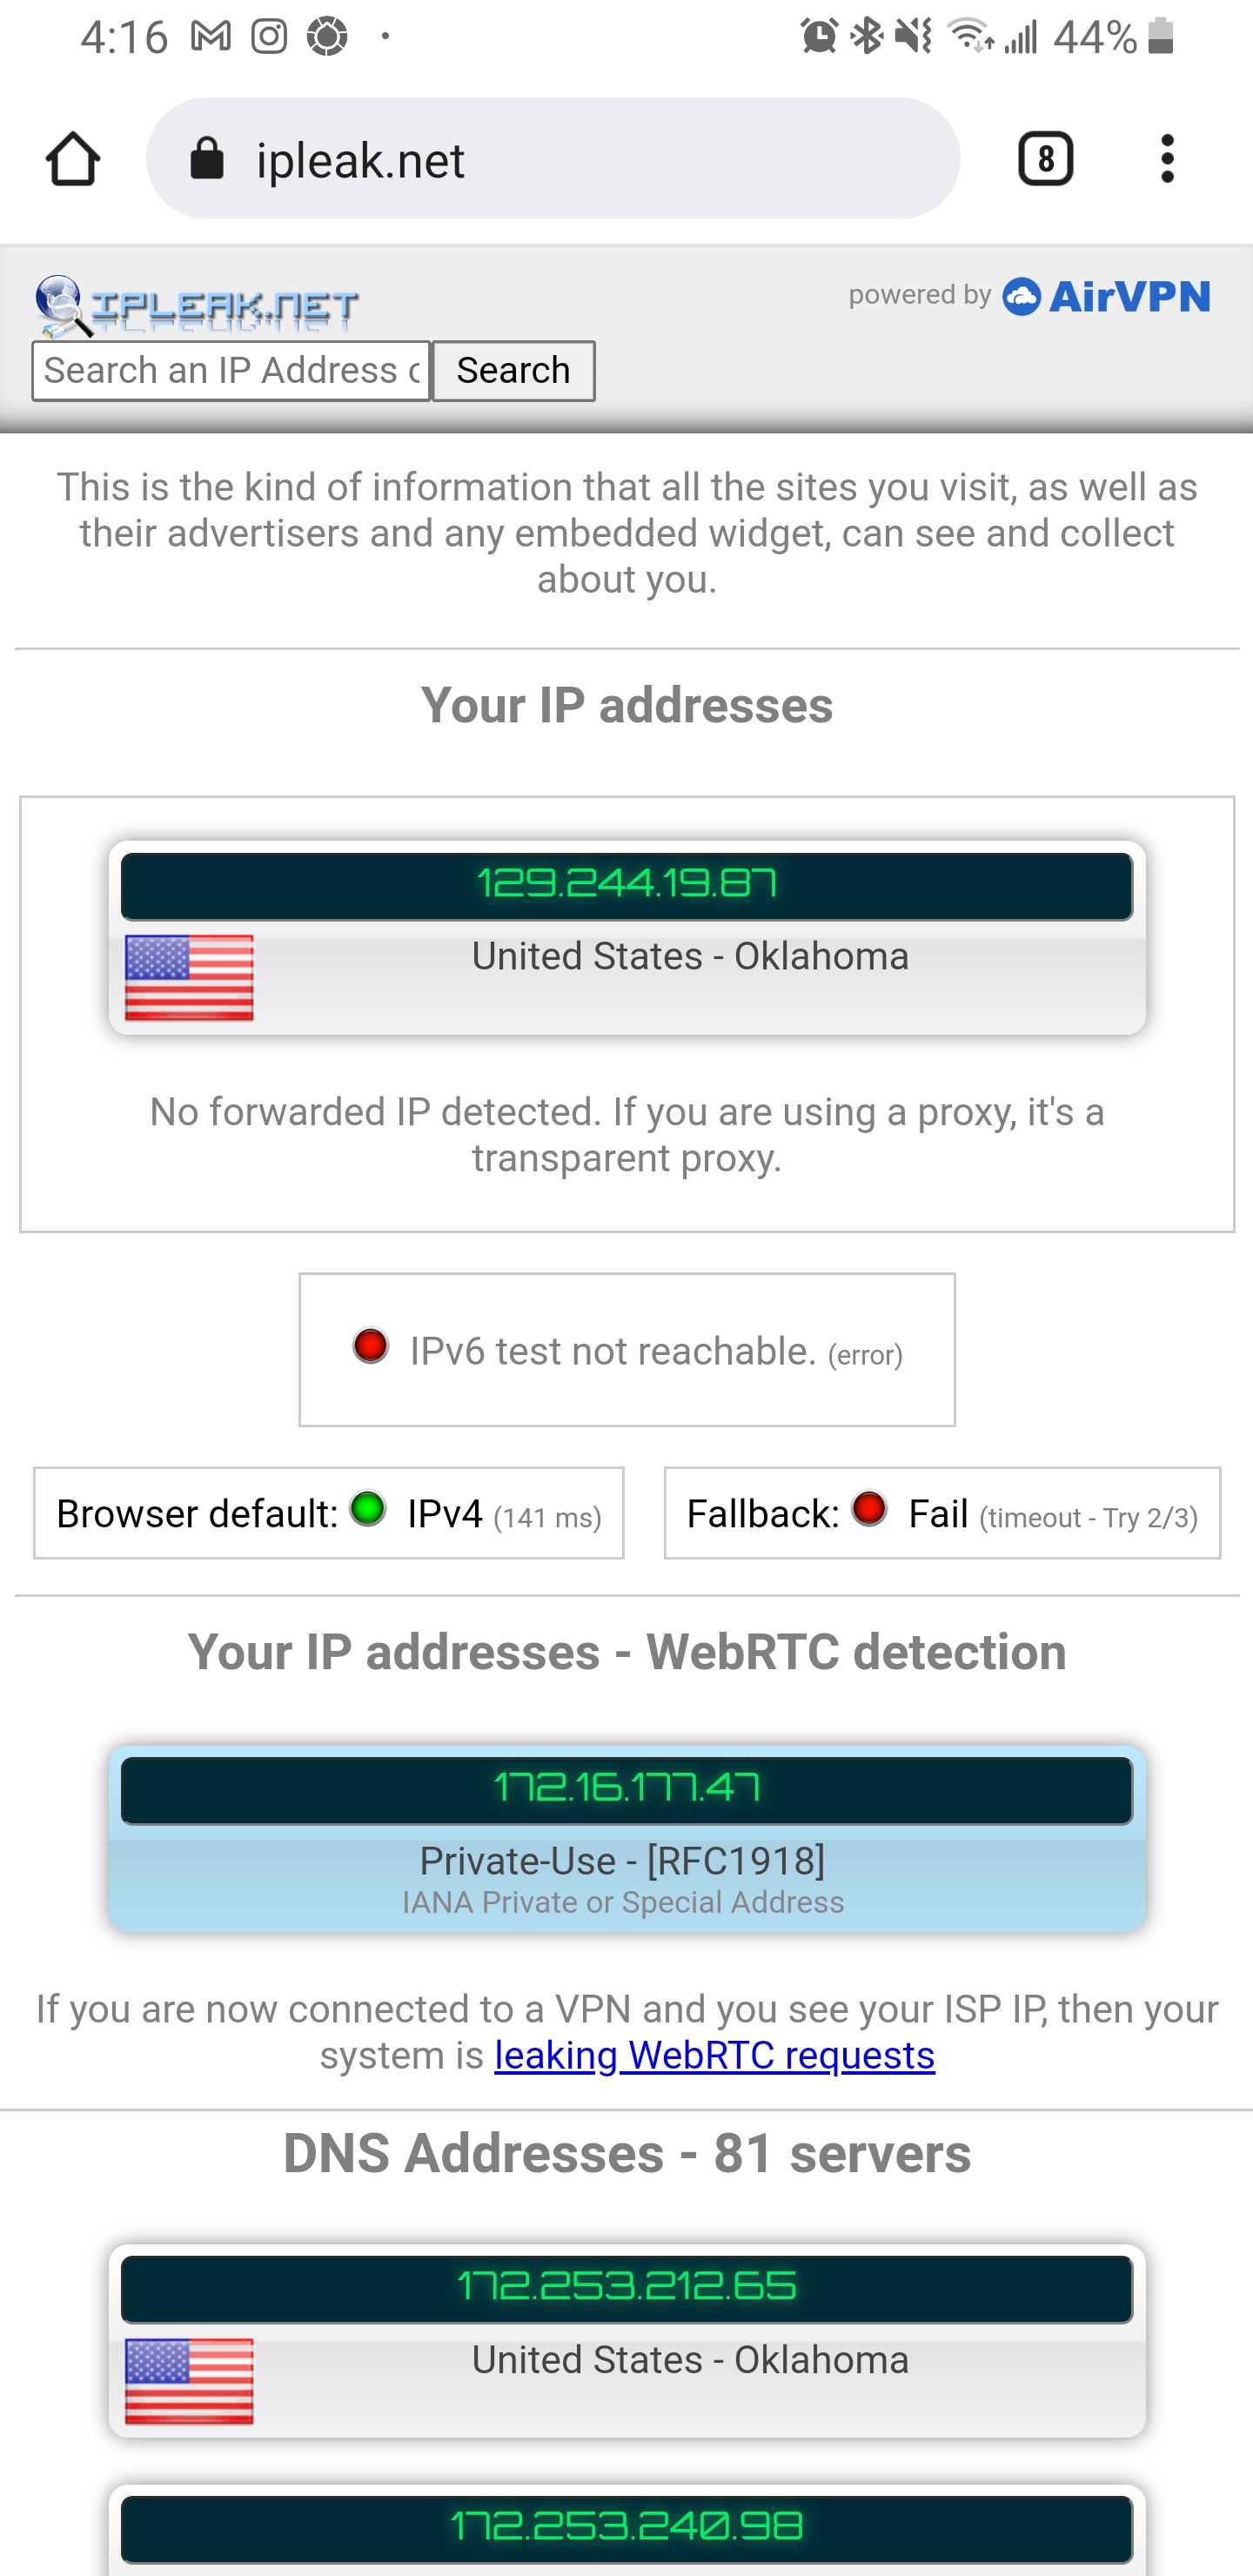 4:16
44%
ipleak.net
8
IPLEAK.NET
powered by AirVPN
Search an IP Address o
Search
This is the kind of information that all the sites you visit, as well as
their advertisers and any embedded widget, can see and collect
about you.
Your IP addresses
129.244.19.87
United States - Oklahoma
No forwarded IP detected. If you are using a proxy, it's a
transparent proxy.
IPv6 test not reachable. (error)
Browser default: IPv4 (141 ms)
Fallback: Fail (timeout - Try 2/3)
Your IP addresses - WebRTC detection
172.16.177.47
Private-Use - [RFC1918]
IANA Private or Special Address
If you are now connected to a VPN and you see your ISP IP, then your
system is leaking WebRTC requests
DNS Addresses - 81 servers
172.253.212.65
United States - Oklahoma
172.253.240.98